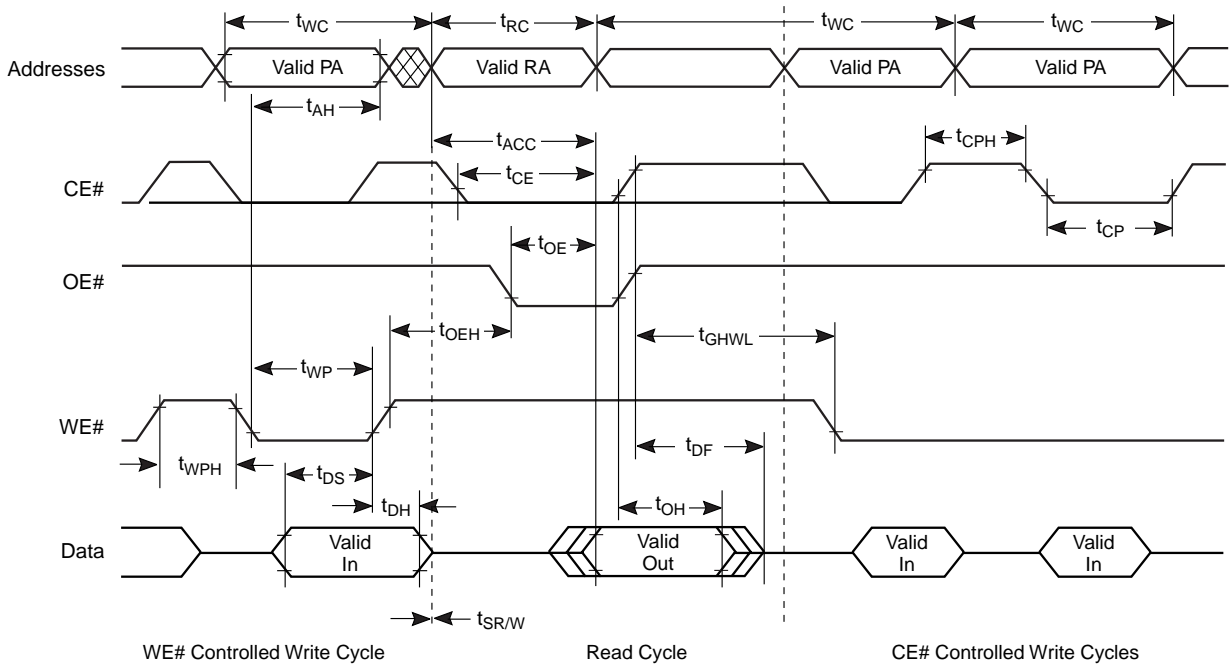 tWC tRC tWC tWC
Addresses Valid PA Valid RA Valid PA Valid PA
tAH
tACC tCPH
CE# tCE
tCP
tOE
OE#
tOEH tGHWL
tWP
WE#
tWPH tDS tDF
tDH tOH
Data Valid In Valid Out Valid In Valid In
tSR/W
WE# Controlled Write Cycle Read Cycle CE# Controlled Write Cycles